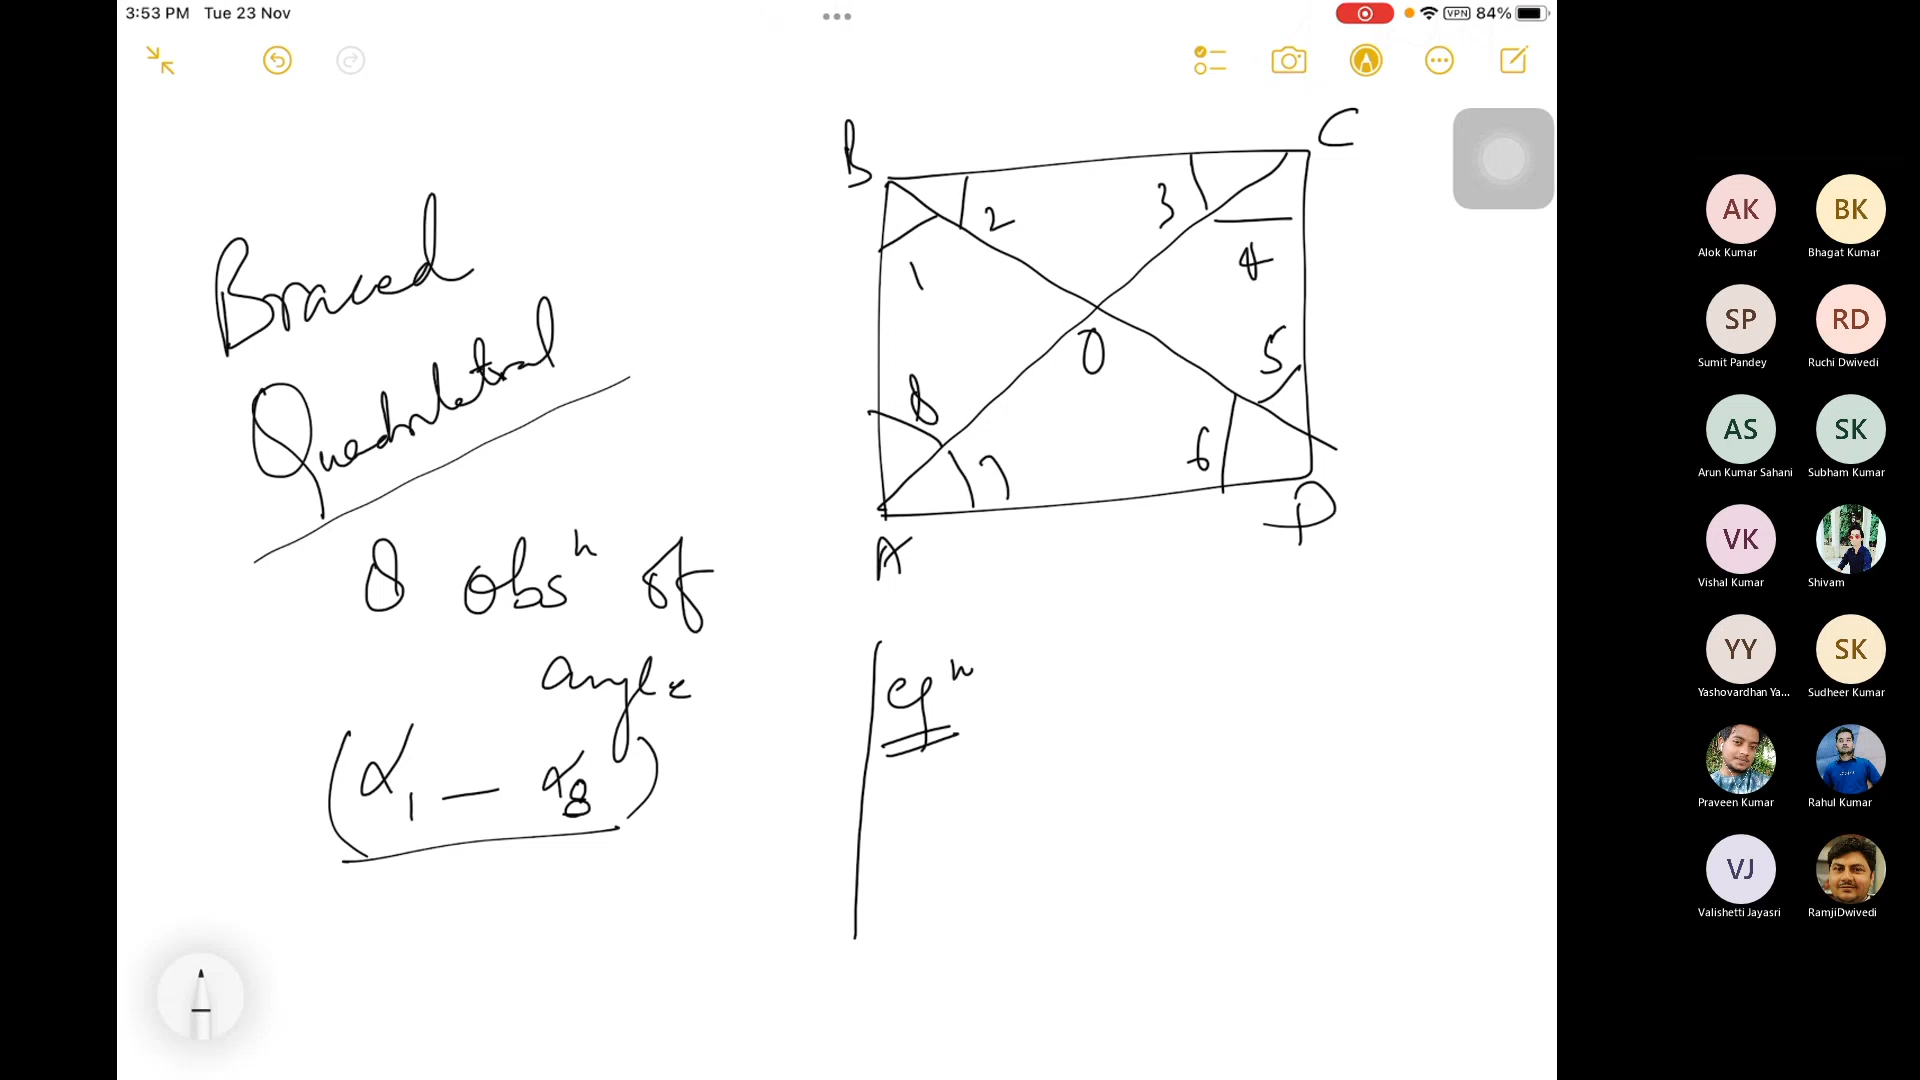 3:53 PM Tue 23 Nov
VPN 84%
Braced
Quadrilateral
8 obsⁿ of
angle
(α₁ — α₈)
B
C
2
3
1
4
O
5
8
6
7
A
D
eqⁿ
AK
Alok Kumar
BK
Bhagat Kumar
SP
Sumit Pandey
RD
Ruchi Dwivedi
AS
Arun Kumar Sahani
SK
Subham Kumar
VK
Vishal Kumar
Shivam
YY
Yashovardhan Ya...
SK
Sudheer Kumar
Praveen Kumar
Rahul Kumar
VJ
Valishetti Jayasri
RamjiDwivedi